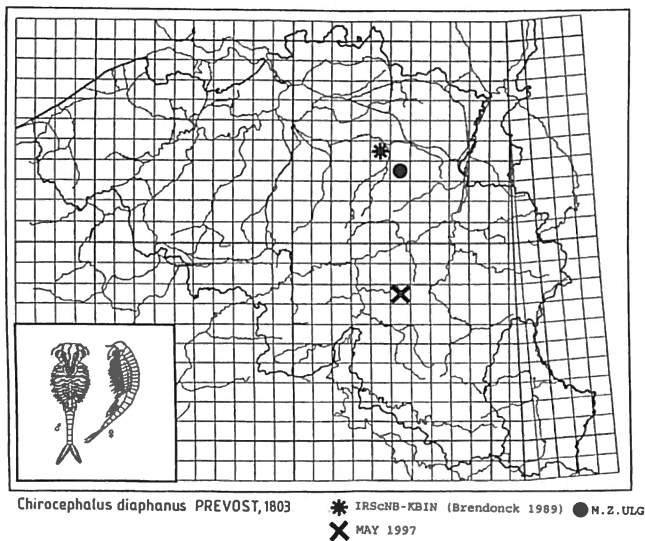 ♂ ♀
Chirocephalus diaphanus PREVOST, 1803
IRScNB-KBIN (Brendonck 1989) M.Z.ULG
MAY 1997